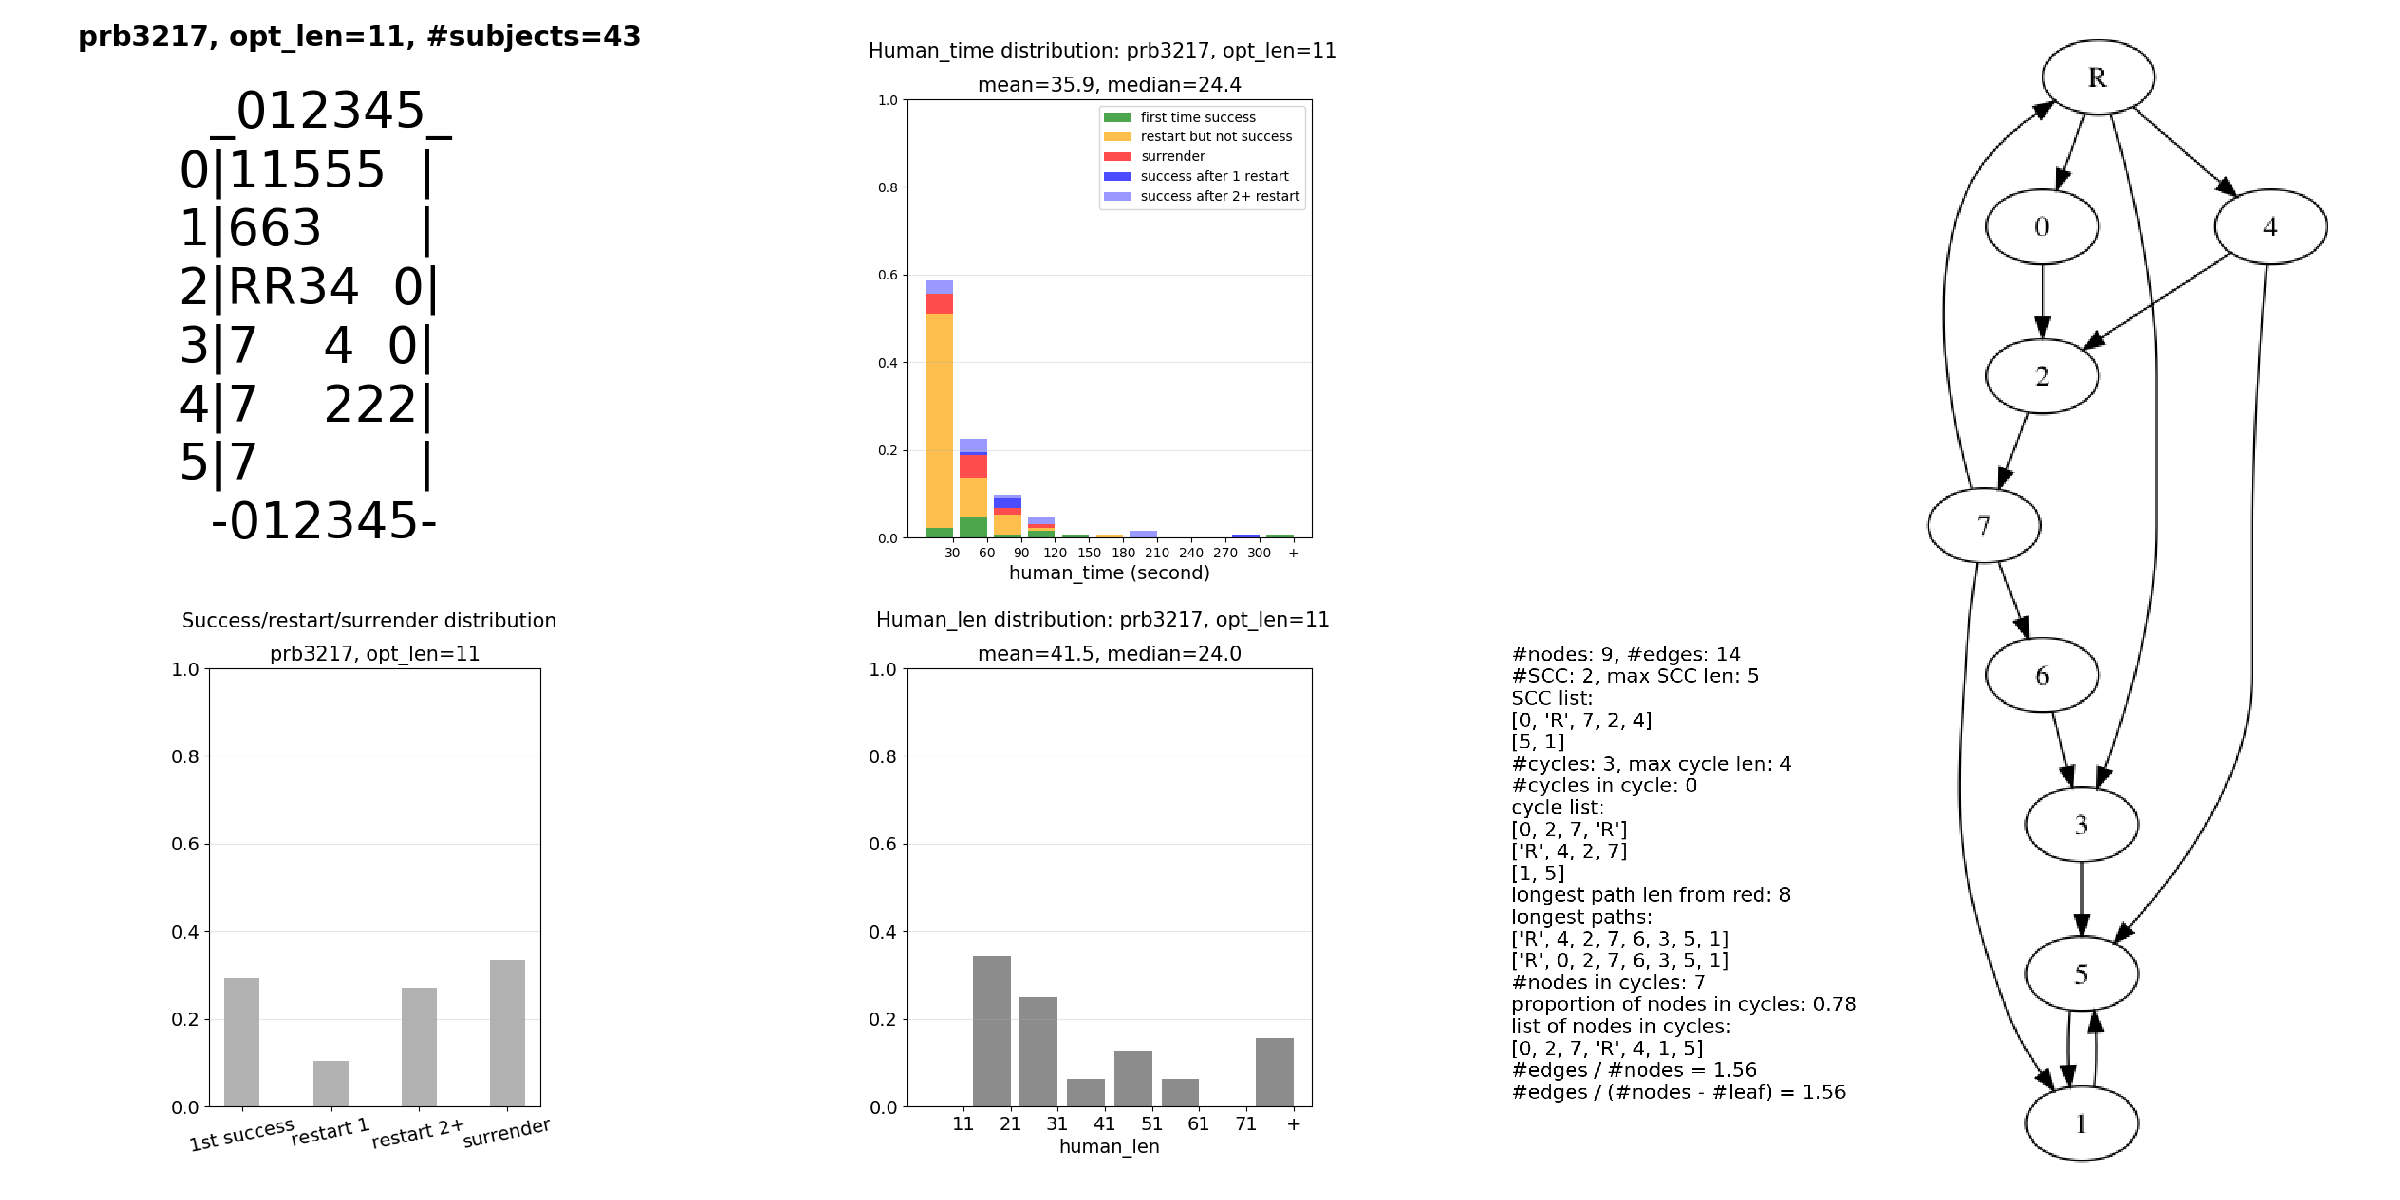 prb3217, opt_len=11, #subjects=43
_012345_
0|11555  |
1|663      |
2|RR34  0|
3|7    4  0|
4|7    222|
5|7          |
-012345-
Human_time distribution: prb3217, opt_len=11
mean=35.9, median=24.4
first time success
restart but not success
surrender
success after 1 restart
success after 2+ restart
1.0
0.8
0.6
0.4
0.2
0.0
30 60 90 120 150 180 210 240 270 300 +
human_time (second)
Success/restart/surrender distribution
prb3217, opt_len=11
1.0
0.8
0.6
0.4
0.2
0.0
1st success restart 1 restart 2+ surrender
Human_len distribution: prb3217, opt_len=11
mean=41.5, median=24.0
1.0
0.8
0.6
0.4
0.2
0.0
11 21 31 41 51 61 71 +
human_len
#nodes: 9, #edges: 14
#SCC: 2, max SCC len: 5
SCC list:
[0, 'R', 7, 2, 4]
[5, 1]
#cycles: 3, max cycle len: 4
#cycles in cycle: 0
cycle list:
[0, 2, 7, 'R']
['R', 4, 2, 7]
[1, 5]
longest path len from red: 8
longest paths:
['R', 4, 2, 7, 6, 3, 5, 1]
['R', 0, 2, 7, 6, 3, 5, 1]
#nodes in cycles: 7
proportion of nodes in cycles: 0.78
list of nodes in cycles:
[0, 2, 7, 'R', 4, 1, 5]
#edges / #nodes = 1.56
#edges / (#nodes - #leaf) = 1.56
R
0
4
2
7
6
3
5
1